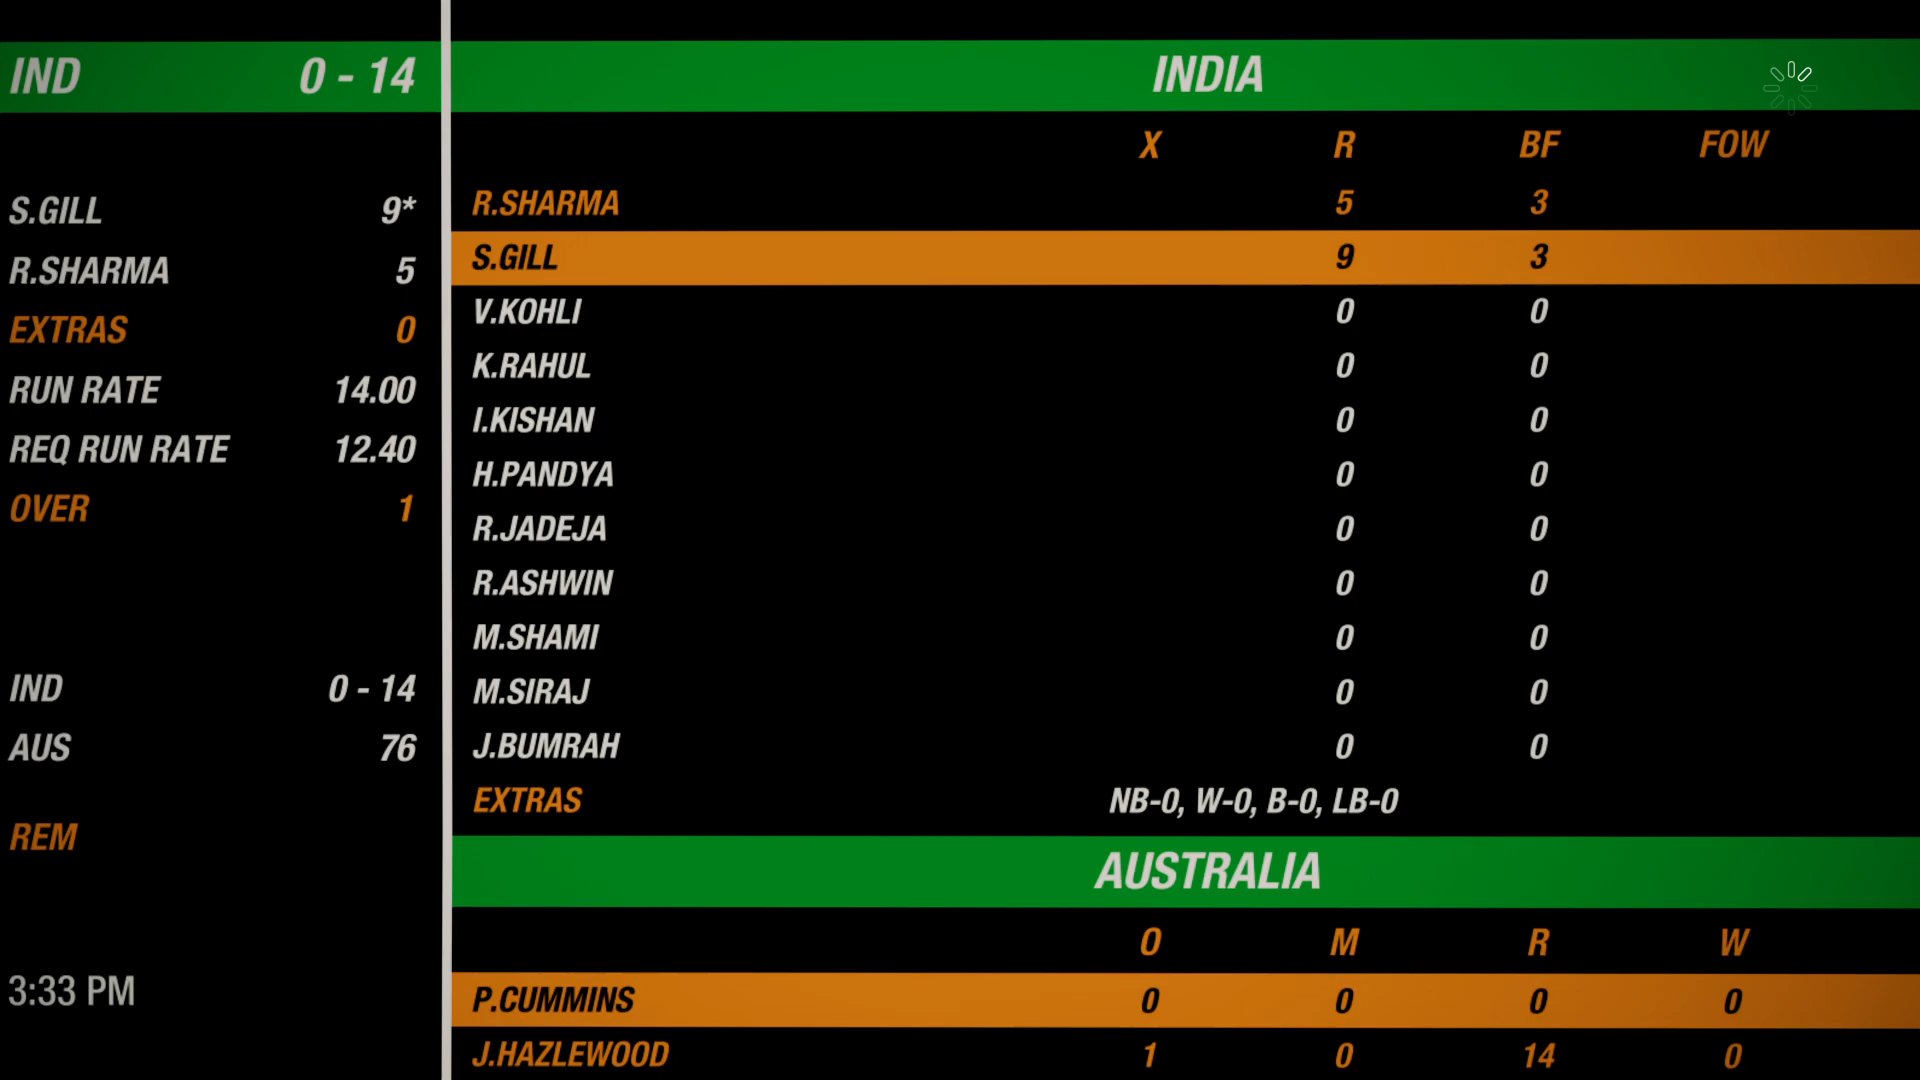 IND 0 - 14
S.GILL 9*
R.SHARMA 5
EXTRAS 0
RUN RATE 14.00
REQ RUN RATE 12.40
OVER 1
IND 0 - 14
AUS 76
REM
3:33 PM
INDIA
X R BF FOW
R.SHARMA 5 3
S.GILL 9 3
V.KOHLI 0 0
K.RAHUL 0 0
I.KISHAN 0 0
H.PANDYA 0 0
R.JADEJA 0 0
R.ASHWIN 0 0
M.SHAMI 0 0
M.SIRAJ 0 0
J.BUMRAH 0 0
EXTRAS NB-0, W-0, B-0, LB-0
AUSTRALIA
O M R W
P.CUMMINS 0 0 0 0
J.HAZLEWOOD 1 0 14 0